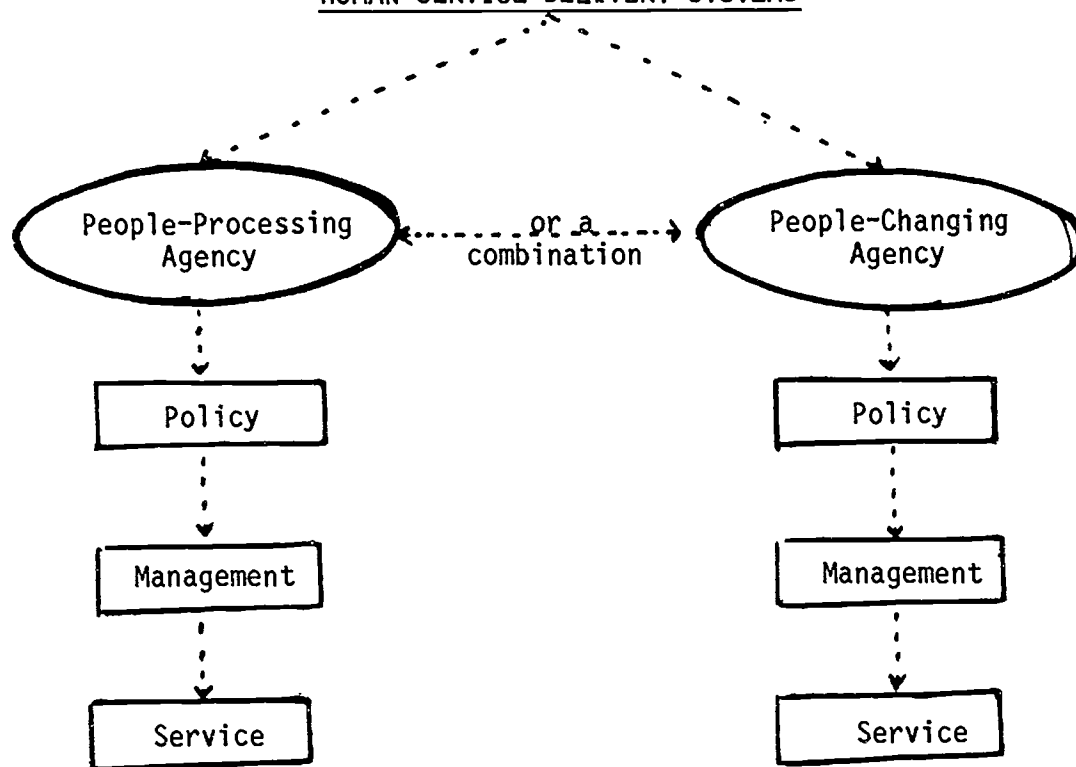 HUMAN SERVICE DELIVERY SYSTEMS
People-Processing
Agency
or a
combination
People-Changing
Agency
Policy
Policy
Management
Management
Service
Service